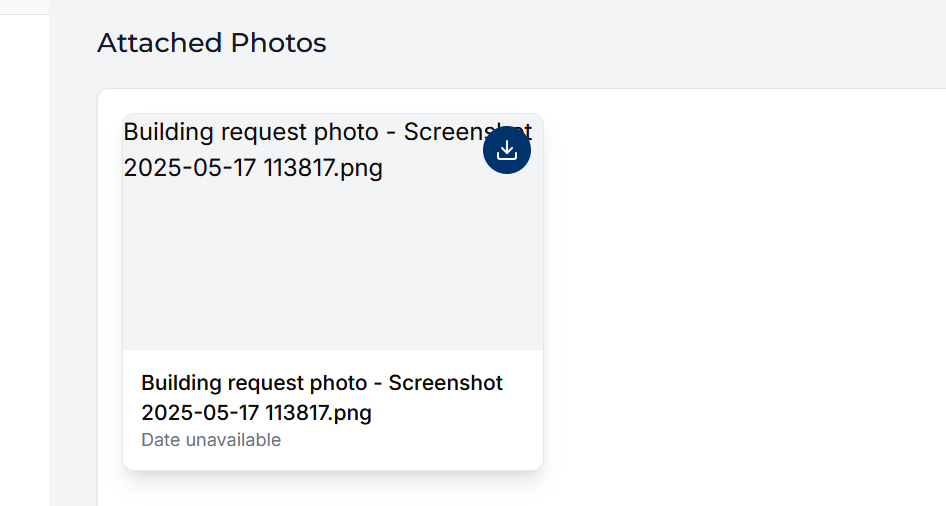 Attached Photos
Building request photo - Screenshot
2025-05-17 113817.png
Building request photo - Screenshot
2025-05-17 113817.png
Date unavailable